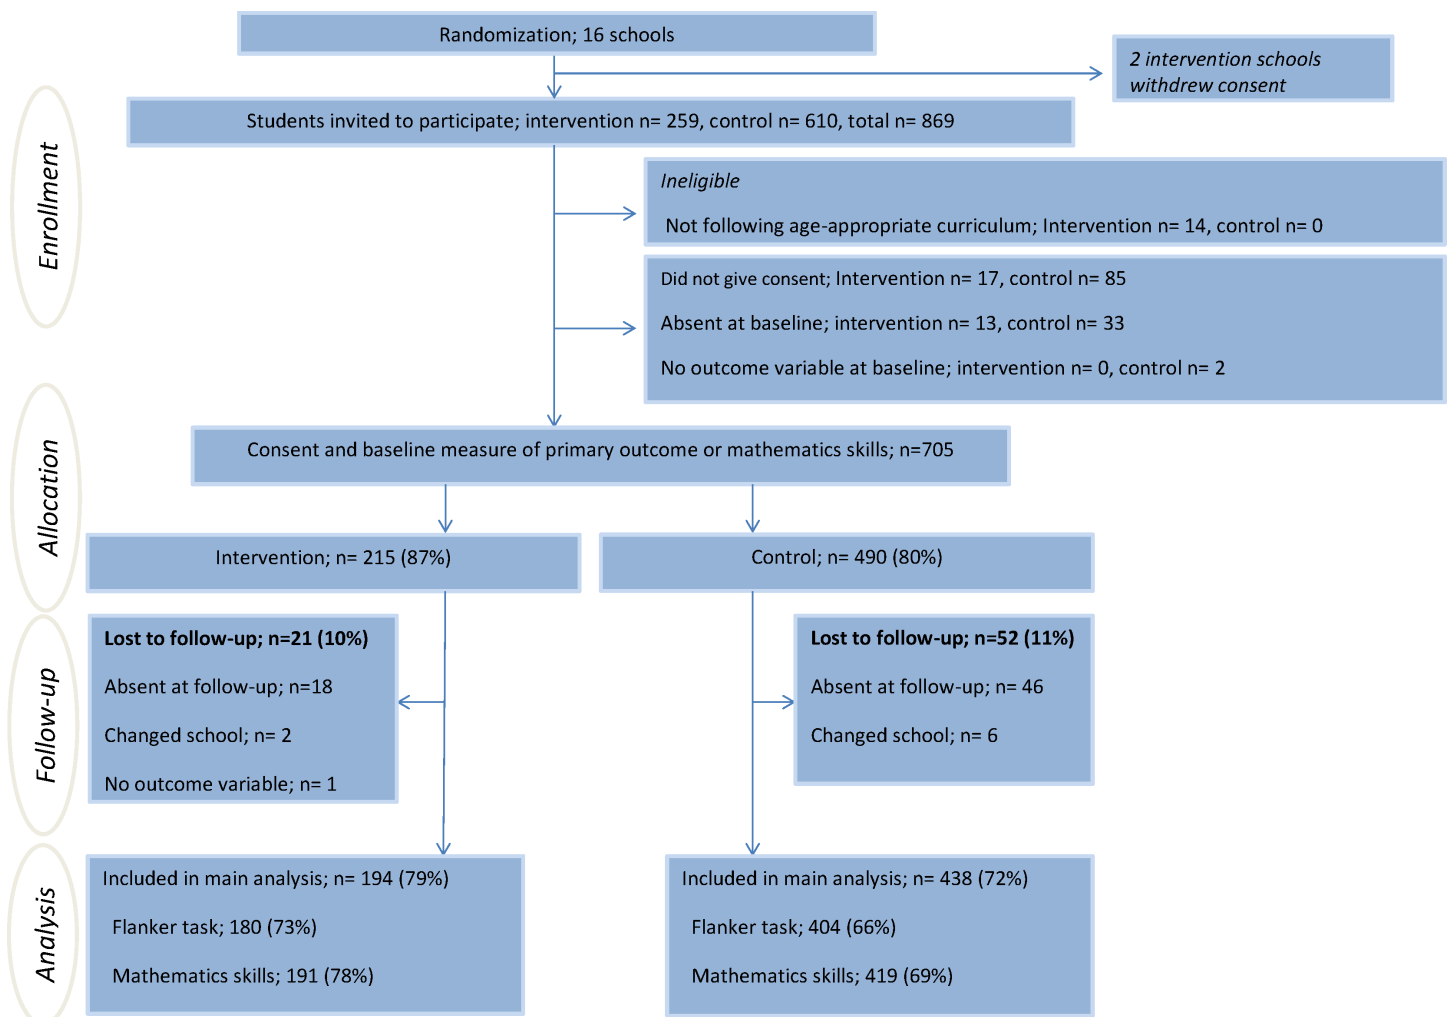 Randomization; 16 schools
2 intervention schools
withdrew consent
Students invited to participate; intervention n= 259, control n= 610, total n= 869
Enrollment
Ineligible
Not following age-appropriate curriculum; Intervention n= 14, control n= 0
Did not give consent; Intervention n= 17, control n= 85
Absent at baseline; intervention n= 13, control n= 33
No outcome variable at baseline; intervention n= 0, control n= 2
Allocation
Consent and baseline measure of primary outcome or mathematics skills; n=705
Intervention; n= 215 (87%)
Control; n= 490 (80%)
Follow-up
Lost to follow-up; n=21 (10%)
Absent at follow-up; n=18
Changed school; n= 2
No outcome variable; n= 1
Lost to follow-up; n=52 (11%)
Absent at follow-up; n= 46
Changed school; n= 6
Analysis
Included in main analysis; n= 194 (79%)
Flanker task; 180 (73%)
Mathematics skills; 191 (78%)
Included in main analysis; n= 438 (72%)
Flanker task; 404 (66%)
Mathematics skills; 419 (69%)